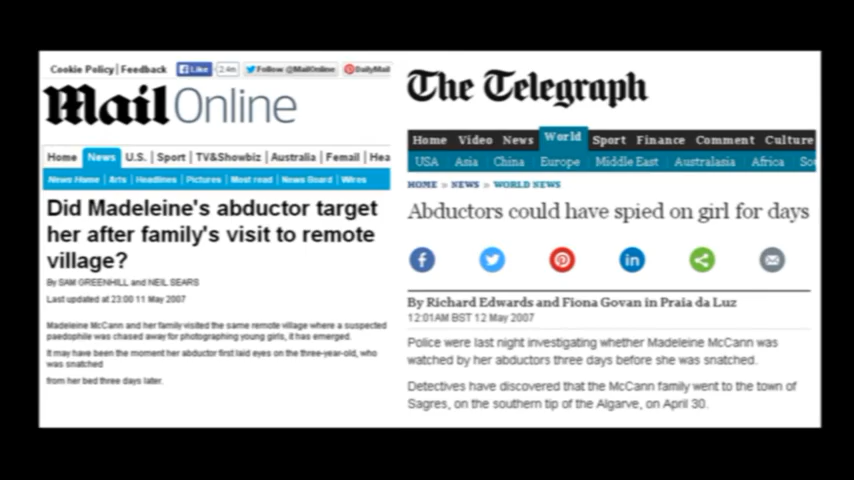 Cookie Policy | Feedback Like 2.4m Follow @MailOnline DailyMail
MailOnline
Home News U.S. | Sport | TV&Showbiz | Australia | Femail | Hea
News Home | Arts | Headlines | Pictures | Most read | News Board | Wires
Did Madeleine's abductor target
her after family's visit to remote
village?
By SAM GREENHILL and NEIL SEARS
Last updated at 23:00 11 May 2007
Madeleine McCann and her family visited the same remote village where a suspected
paedophile was chased away for photographing young girls, it has emerged.
It may have been the moment her abductor first laid eyes on the three-year-old, who
was snatched
from her bed three days later.
The Telegraph
Home Video News World Sport Finance Comment Culture
USA Asia China Europe Middle East Australasia Africa Sou
HOME » NEWS » WORLD NEWS
Abductors could have spied on girl for days
By Richard Edwards and Fiona Govan in Praia da Luz
12:01AM BST 12 May 2007
Police were last night investigating whether Madeleine McCann was
watched by her abductors three days before she was snatched.
Detectives have discovered that the McCann family went to the town of
Sagres, on the southern tip of the Algarve, on April 30.